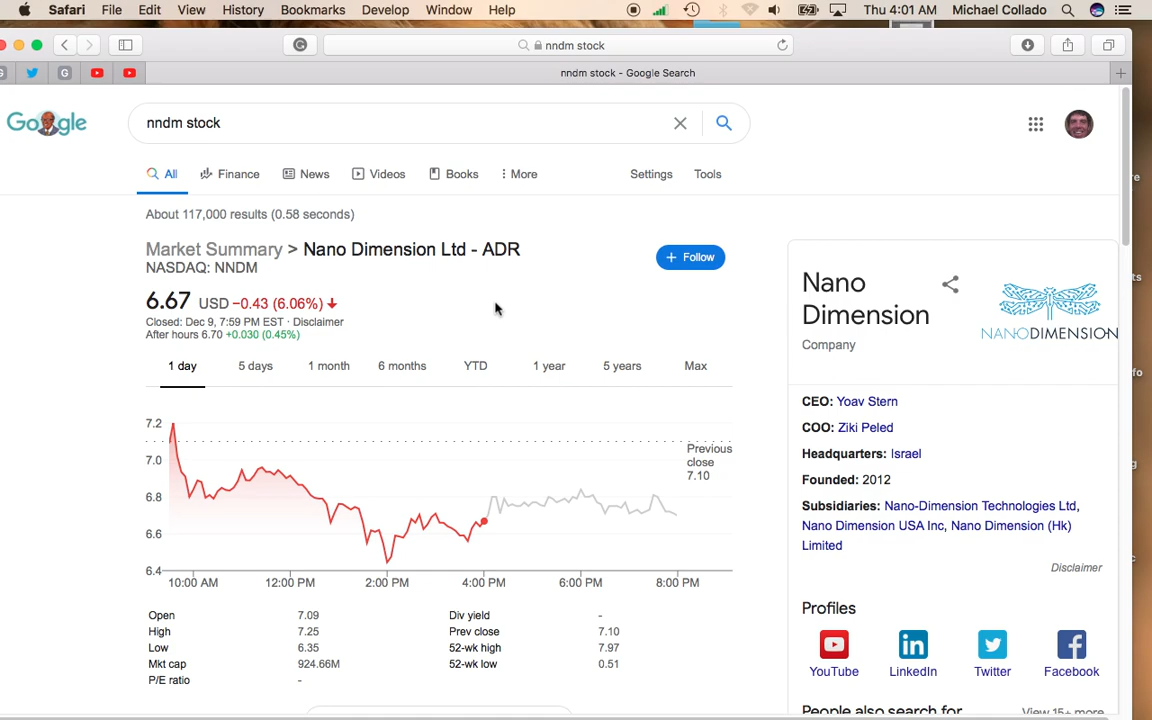 Safari File Edit View History Bookmarks Develop Window Help Thu 4:01 AM Michael Collado
nndm stock
nndm stock - Google Search
Google
nndm stock
All Finance News Videos Books More Settings Tools
About 117,000 results (0.58 seconds)
Market Summary > Nano Dimension Ltd - ADR
NASDAQ: NNDM
Follow
6.67 USD −0.43 (6.06%)
Closed: Dec 9, 7:59 PM EST · Disclaimer
After hours 6.70 +0.030 (0.45%)
1 day 5 days 1 month 6 months YTD 1 year 5 years Max
7.2
7.0
6.8
6.6
6.4
Previous
close
7.10
10:00 AM 12:00 PM 2:00 PM 4:00 PM 6:00 PM 8:00 PM
Open 7.09 Div yield -
High 7.25 Prev close 7.10
Low 6.35 52-wk high 7.97
Mkt cap 924.66M 52-wk low 0.51
P/E ratio -
Nano
Dimension
Company
NANODIMENSION
CEO: Yoav Stern
COO: Ziki Peled
Headquarters: Israel
Founded: 2012
Subsidiaries: Nano-Dimension Technologies Ltd,
Nano Dimension USA Inc, Nano Dimension (Hk)
Limited
Disclaimer
Profiles
YouTube LinkedIn Twitter Facebook
People also search for View 15+ more